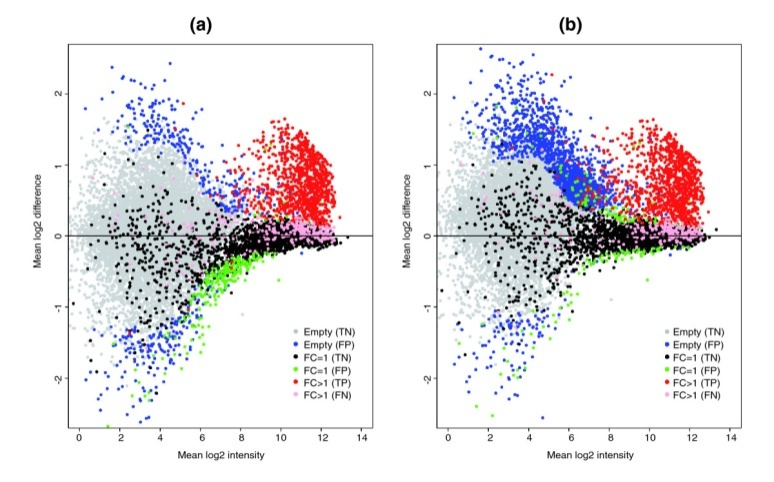 (a)
2
1
0
-1
-2
Mean log2 difference
Empty (TN)
Empty (FP)
FC=1 (TN)
FC=1 (FP)
FC>1 (TP)
FC>1 (FN)
0 2 4 6 8 10 12 14
Mean log2 intensity
(b)
2
1
0
-1
-2
Mean log2 difference
Empty (TN)
Empty (FP)
FC=1 (TN)
FC=1 (FP)
FC>1 (TP)
FC>1 (FN)
0 2 4 6 8 10 12 14
Mean log2 intensity